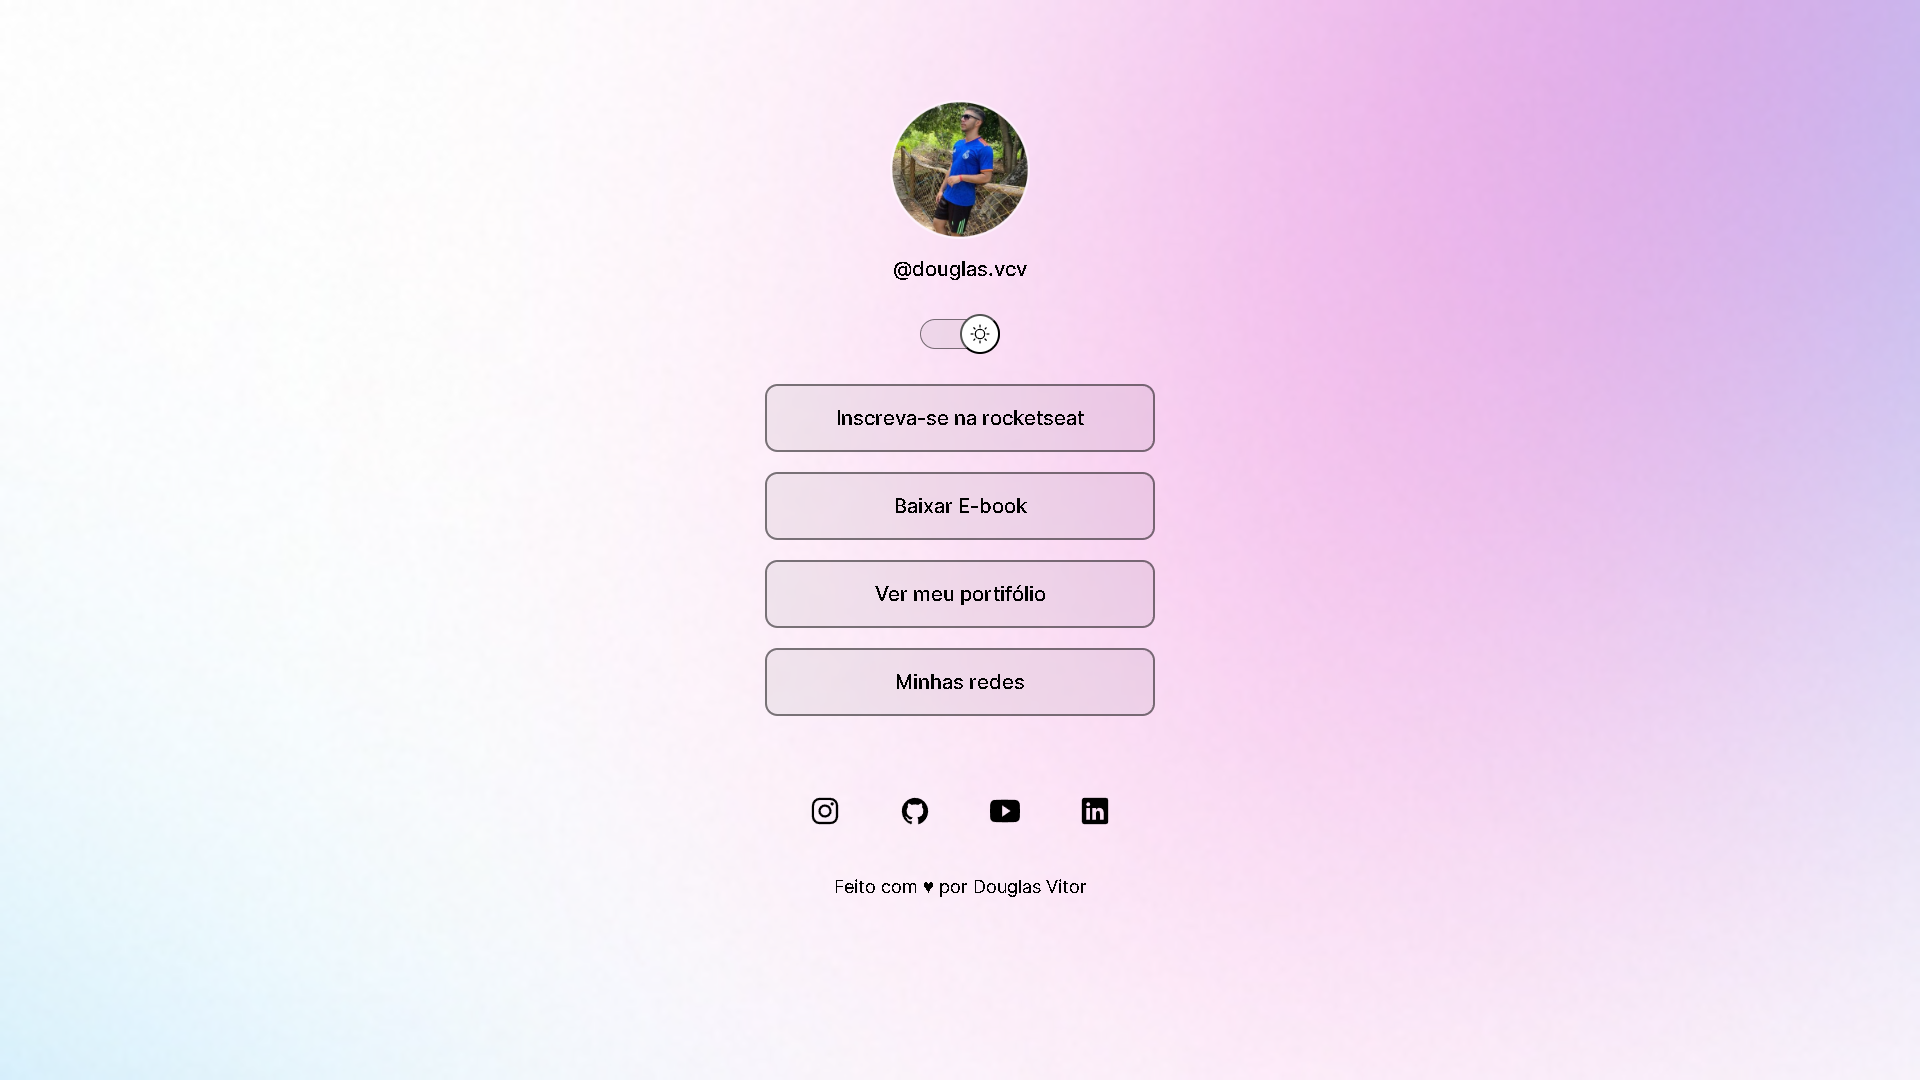 @douglas.vcv
Inscreva-se na rocketseat
Baixar E-book
Ver meu portifólio
Minhas redes
Feito com ♥ por Douglas Vitor